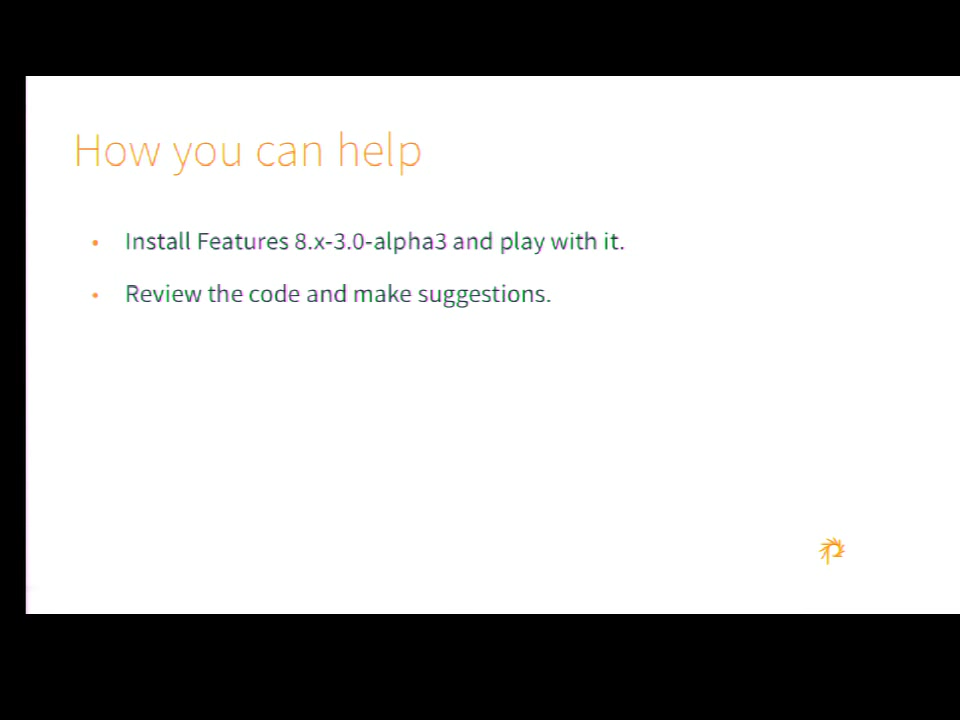 How you can help
• Install Features 8.x-3.0-alpha3 and play with it.
• Review the code and make suggestions.